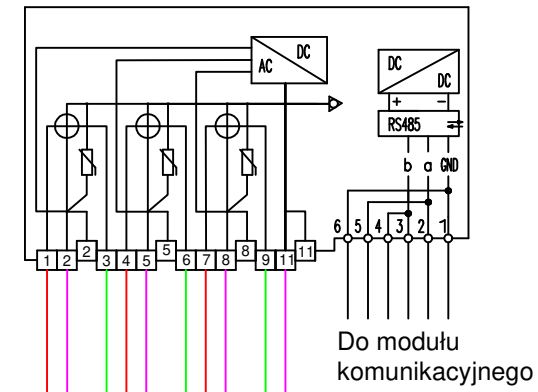 DC
AC
DC
DC
+ −
RS485
b a GND
6 5 4 3 2 1
2 5 8 11
1 2 3 4 5 6 7 8 9 11
Do modułu
komunikacyjnego